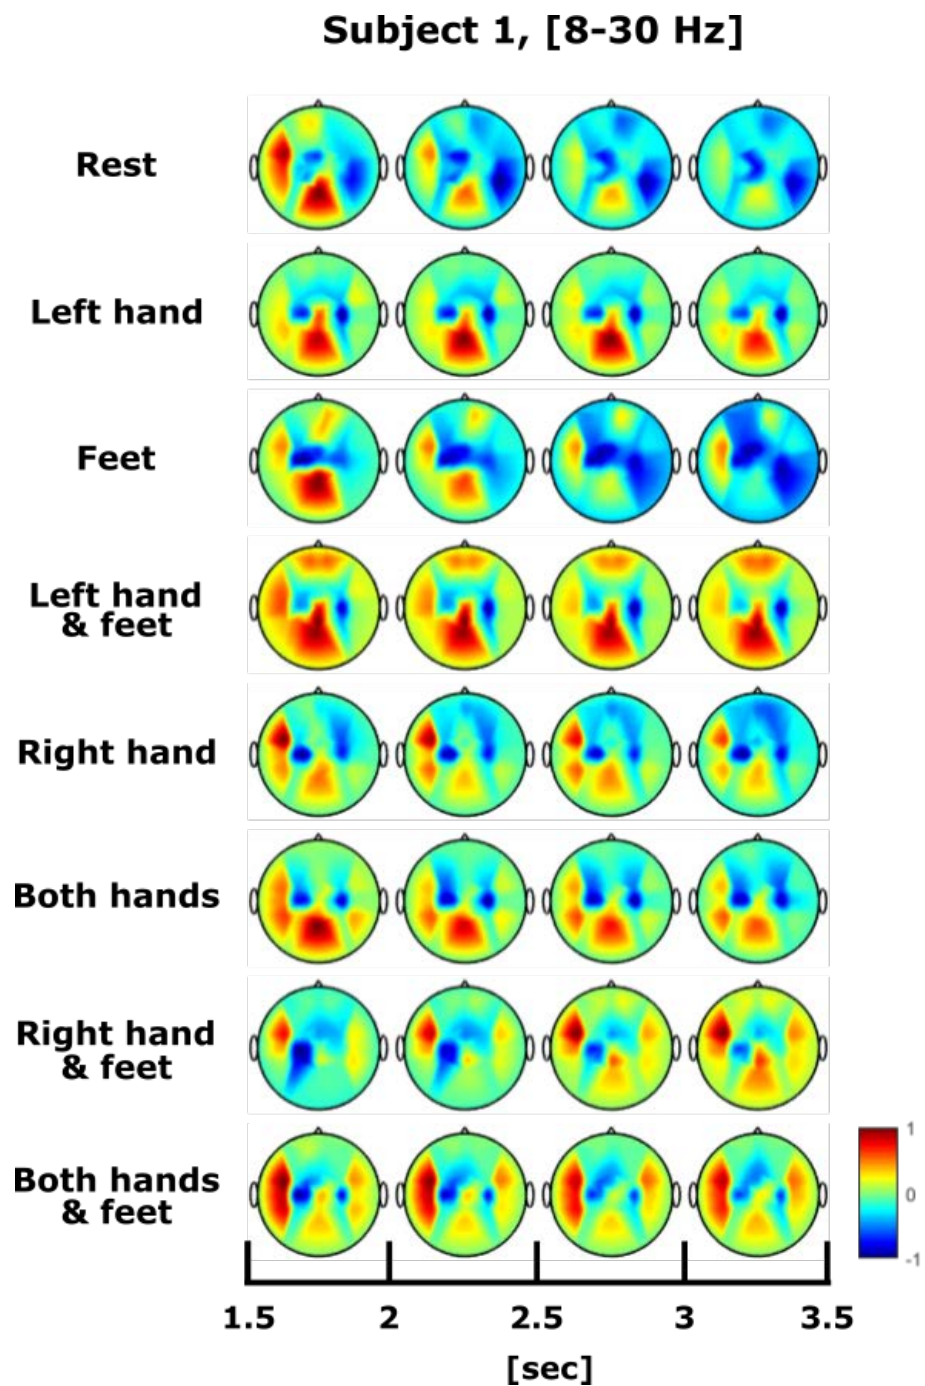 Subject 1, [8-30 Hz]
Rest
Left hand
Feet
Left hand
& feet
Right hand
Both hands
Right hand
& feet
Both hands
& feet
1
0
-1
1.5 2 2.5 3 3.5
[sec]